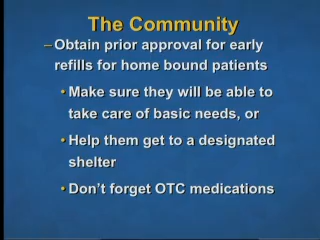 The Community
– Obtain prior approval for early
refills for home bound patients
• Make sure they will be able to
take care of basic needs, or
• Help them get to a designated
shelter
• Don't forget OTC medications